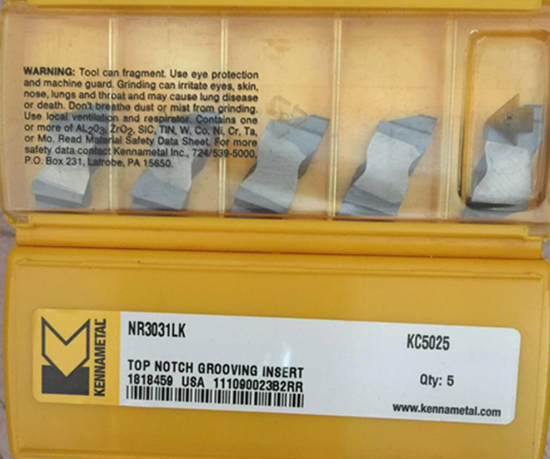 WARNING: Tool can fragment. Use eye protection
and machine guard. Grinding can irritate eyes, skin,
nose, lungs and throat and may cause lung disease
or death. Don't breathe dust or mist from grinding.
Use local ventilation and respirator. Contains one
or more of AL2O3, ZrO2, SIC, TIN, W, Co, Ni, Cr, Ta,
or Mo. Read Material Safety Data Sheet. For more
safety data contact Kennametal Inc., 724/539-5000,
P.O. Box 231, Latrobe, PA 15650.
KENNAMETAL
NR3031LK
KC5025
TOP NOTCH GROOVING INSERT
1818459 USA 111090023B2RR
Qty: 5
www.kennametal.com